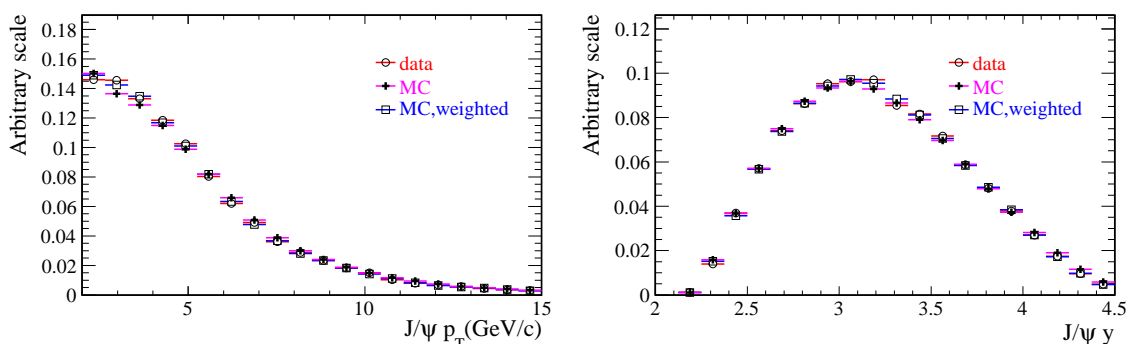 Arbitrary scale
0.18
0.16
0.14
0.12
0.1
0.08
0.06
0.04
0.02
0
data
MC
MC,weighted
5
10
15
J/ψ p_T(GeV/c)
Arbitrary scale
0.12
0.1
0.08
0.06
0.04
0.02
0
data
MC
MC,weighted
2
2.5
3
3.5
4
4.5
J/ψ y